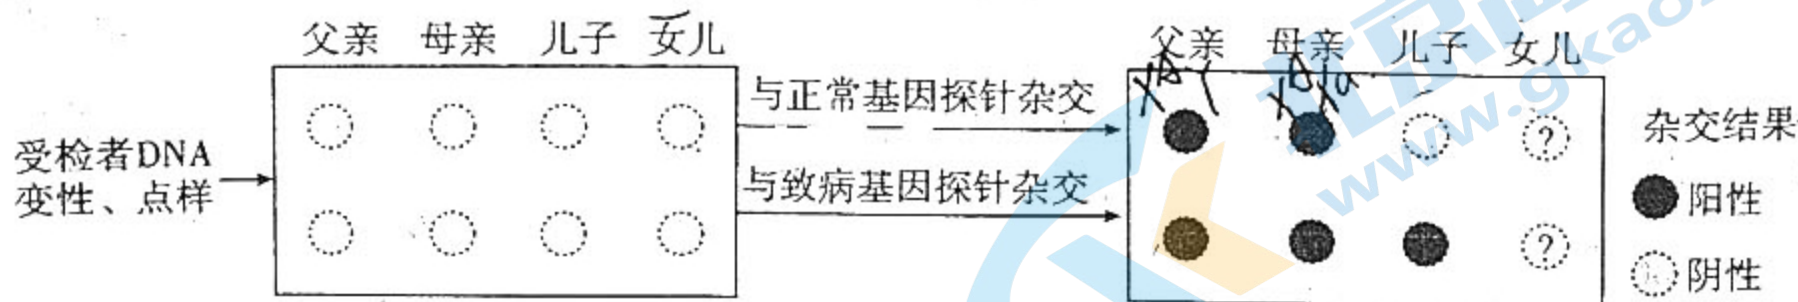 父亲 母亲 儿子 女儿
父亲 母亲 儿子 女儿
受检者DNA
变性、点样
与正常基因探针杂交
与致病基因探针杂交
?
?
杂交结果
阳性
阴性
www.gkao